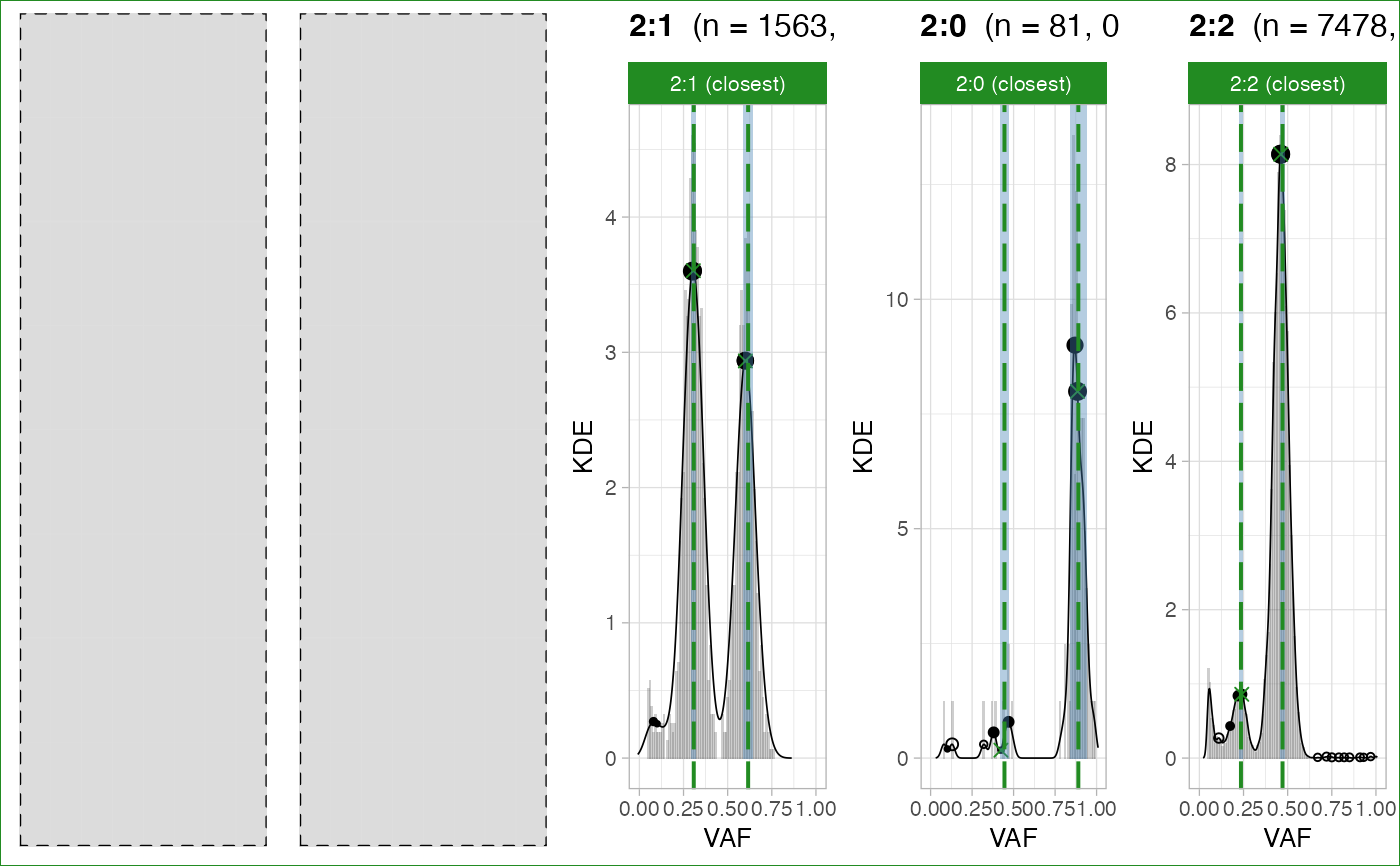 2:1 (n = 1563,
2:1 (closest)
4
3
2
1
0
KDE
0.00 0.25 0.50 0.75 1.00
VAF
2:0 (n = 81, 0
2:0 (closest)
10
5
0
KDE
0.00 0.25 0.50 0.75 1.00
VAF
2:2 (n = 7478,
2:2 (closest)
8
6
4
2
0
KDE
0.00 0.25 0.50 0.75 1.00
VAF